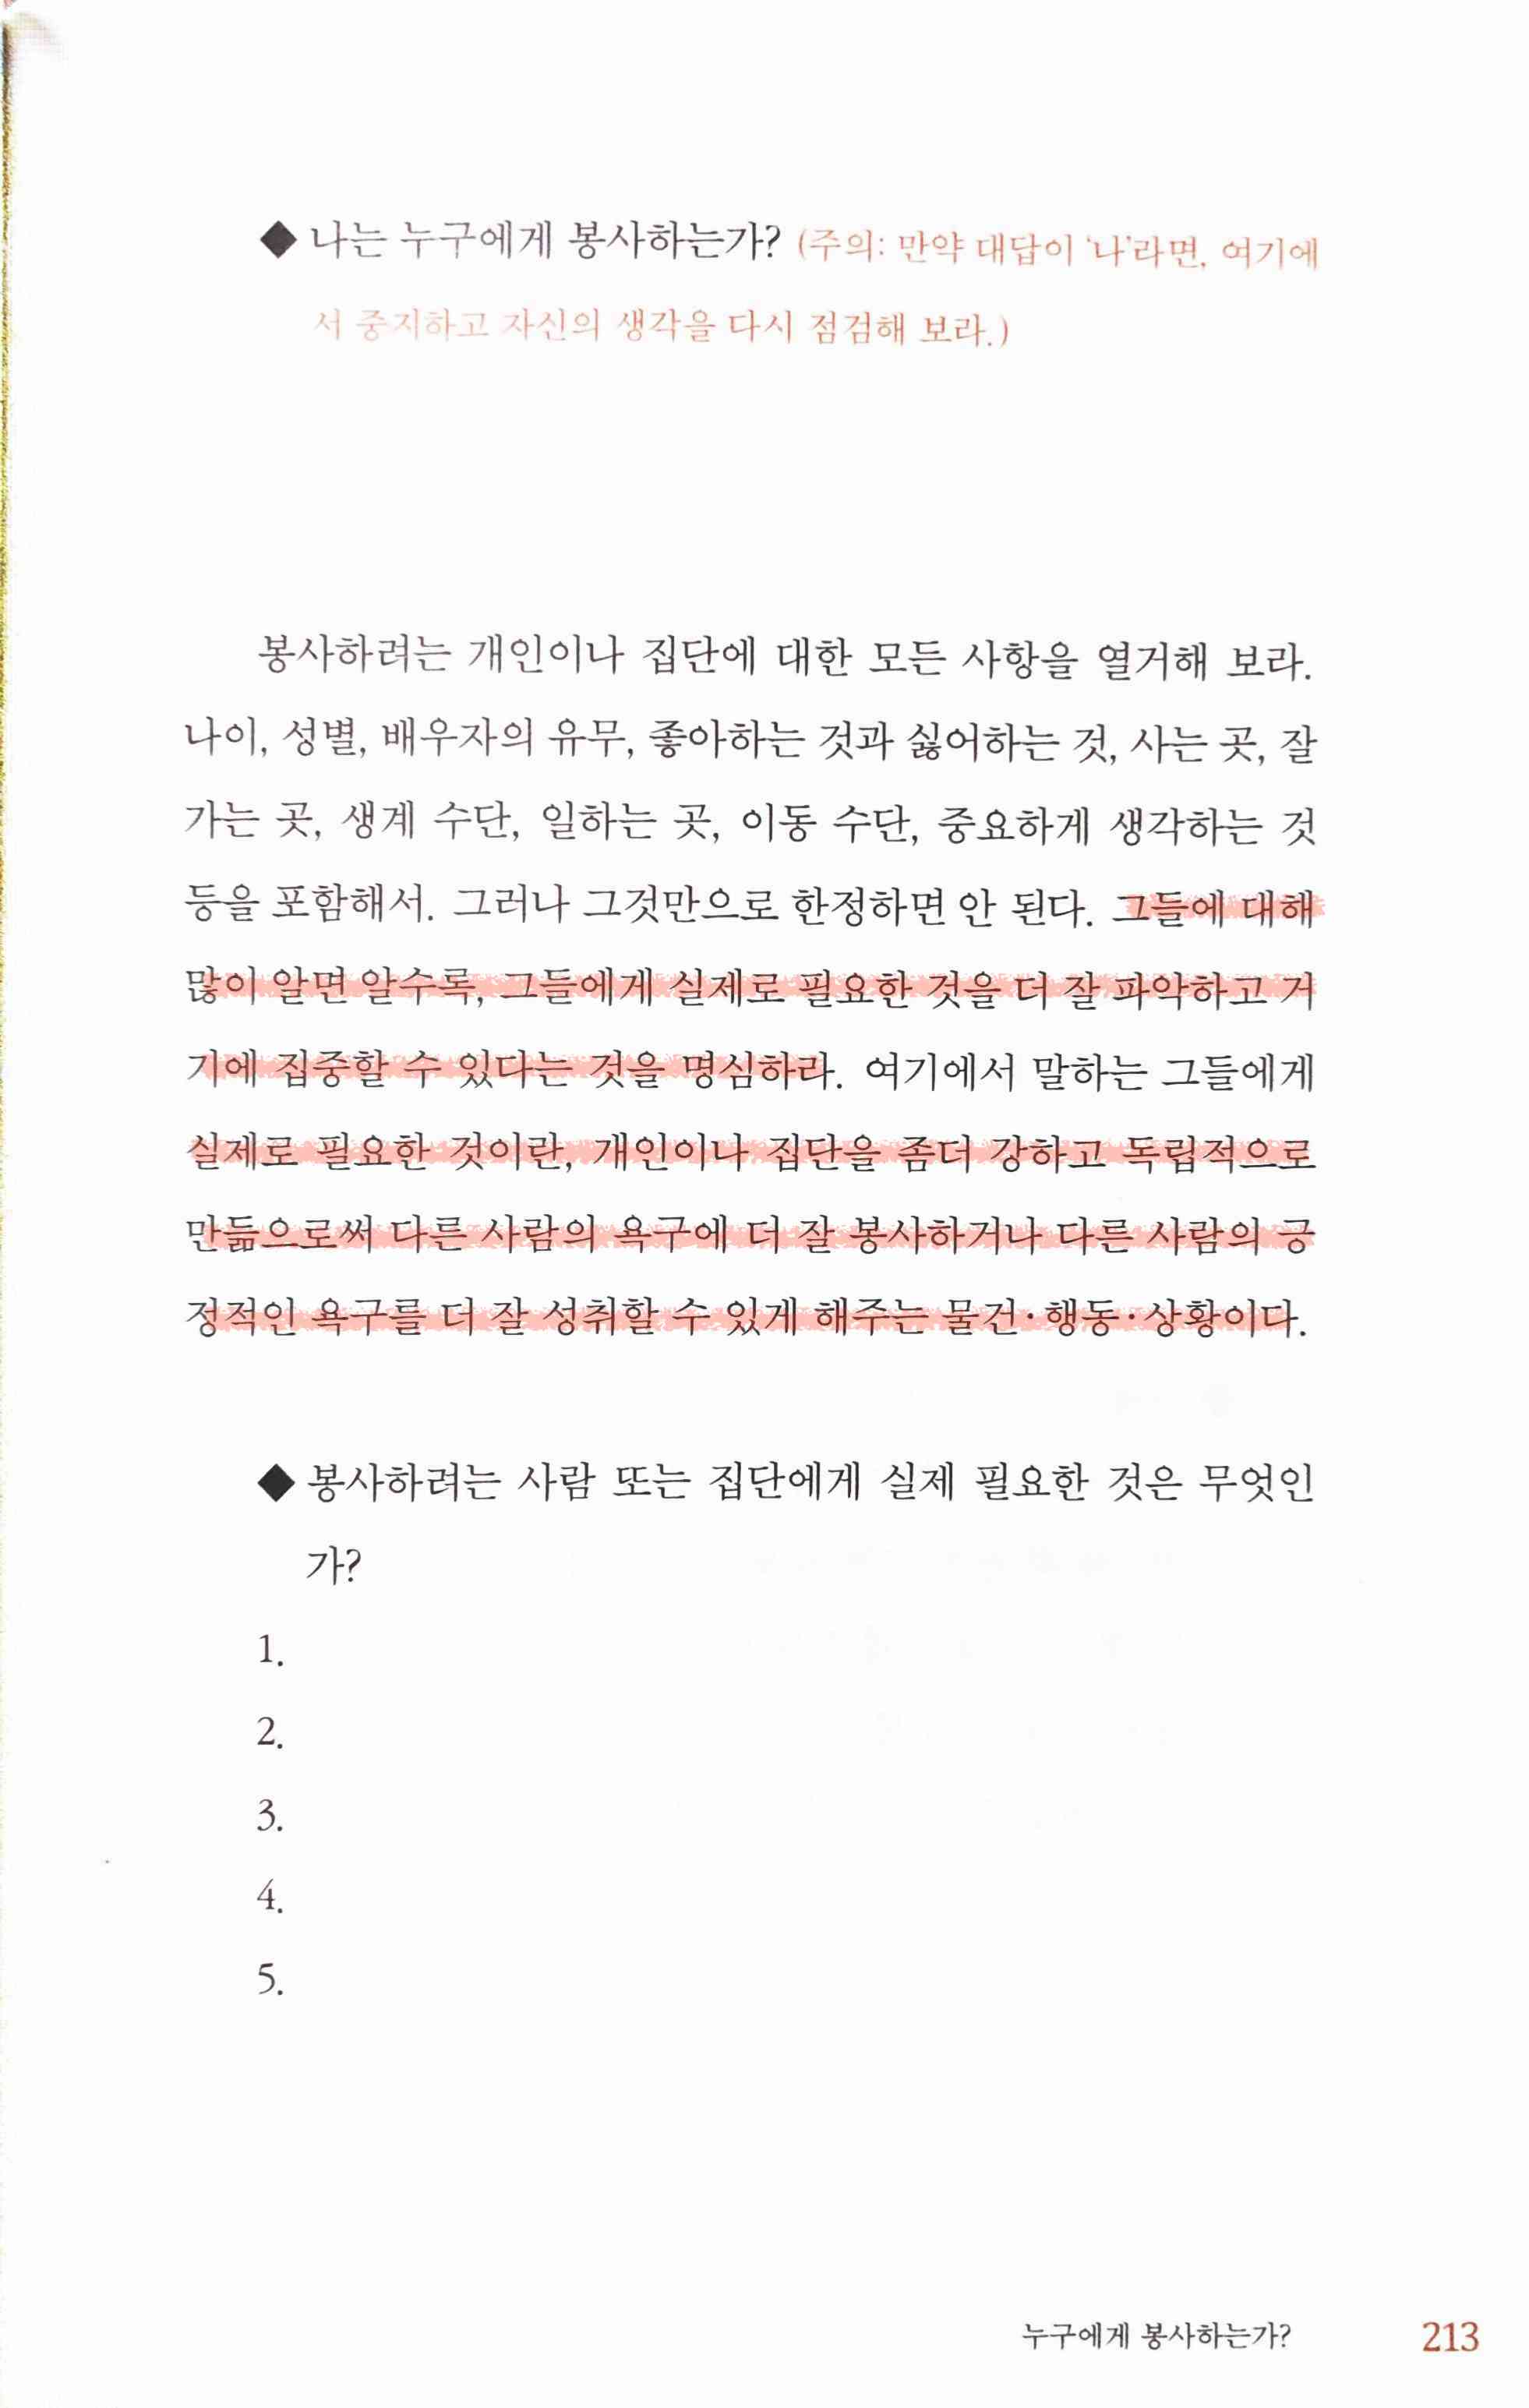 ◆ 나는 누구에게 봉사하는가? (주의: 만약 대답이 '나'라면, 여기에
서 중지하고 자신의 생각을 다시 점검해 보라.)
봉사하려는 개인이나 집단에 대한 모든 사항을 열거해 보라.
나이, 성별, 배우자의 유무, 좋아하는 것과 싫어하는 것, 사는 곳, 잘
가는 곳, 생계 수단, 일하는 곳, 이동 수단, 중요하게 생각하는 것
등을 포함해서. 그러나 그것만으로 한정하면 안 된다. 그들에 대해
많이 알면 알수록, 그들에게 실제로 필요한 것을 더 잘 파악하고 거
기에 집중할 수 있다는 것을 명심하라. 여기에서 말하는 그들에게
실제로 필요한 것이란, 개인이나 집단을 좀더 강하고 독립적으로
만듦으로써 다른 사람의 욕구에 더 잘 봉사하거나 다른 사람의 긍
정적인 욕구를 더 잘 성취할 수 있게 해주는 물건·행동·상황이다.
◆ 봉사하려는 사람 또는 집단에게 실제 필요한 것은 무엇인
가?
1.
2.
3.
4.
5.
누구에게 봉사하는가? 213